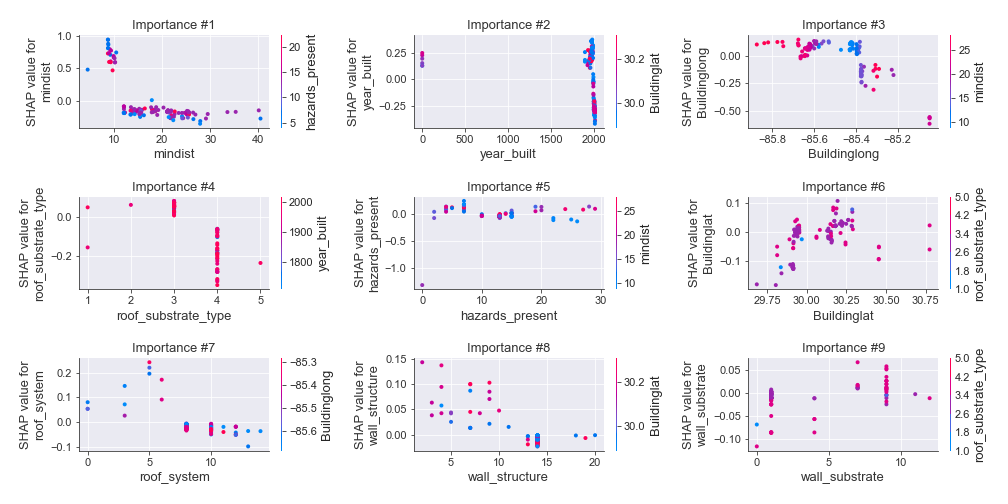 Importance #1
Importance #2
Importance #3
SHAP value for
mindist
1.0
0.5
0.0
10
20
30
40
mindist
20
15
10
5
hazards_present
SHAP value for
year_built
0.25
0.00
−0.25
0
500
1000
1500
2000
year_built
30.2
30.0
Buildinglat
SHAP value for
Buildinglong
0.00
−0.25
−0.50
−85.8
−85.6
−85.4
−85.2
Buildinglong
25
20
15
10
mindist
Importance #4
Importance #5
Importance #6
SHAP value for
roof_substrate_type
0.0
−0.2
1
2
3
4
5
roof_substrate_type
2000
1900
1800
year_built
SHAP value for
hazards_present
0.0
−0.5
−1.0
0
10
20
30
hazards_present
25
20
15
10
mindist
SHAP value for
Buildinglat
0.1
0.0
−0.1
29.75
30.00
30.25
30.50
30.75
Buildinglat
5.0
4.2
3.4
2.6
1.8
1.0
roof_substrate_type
Importance #7
Importance #8
Importance #9
SHAP value for
roof_system
0.2
0.1
0.0
−0.1
0
5
10
roof_system
−85.3
−85.4
−85.5
−85.6
Buildinglong
SHAP value for
wall_structure
0.15
0.10
0.05
0.00
5
10
15
20
wall_structure
30.2
30.0
Buildinglat
SHAP value for
wall_substrate
0.05
0.00
−0.05
−0.10
0
5
10
wall_substrate
5.0
4.2
3.4
2.6
1.8
1.0
roof_substrate_type